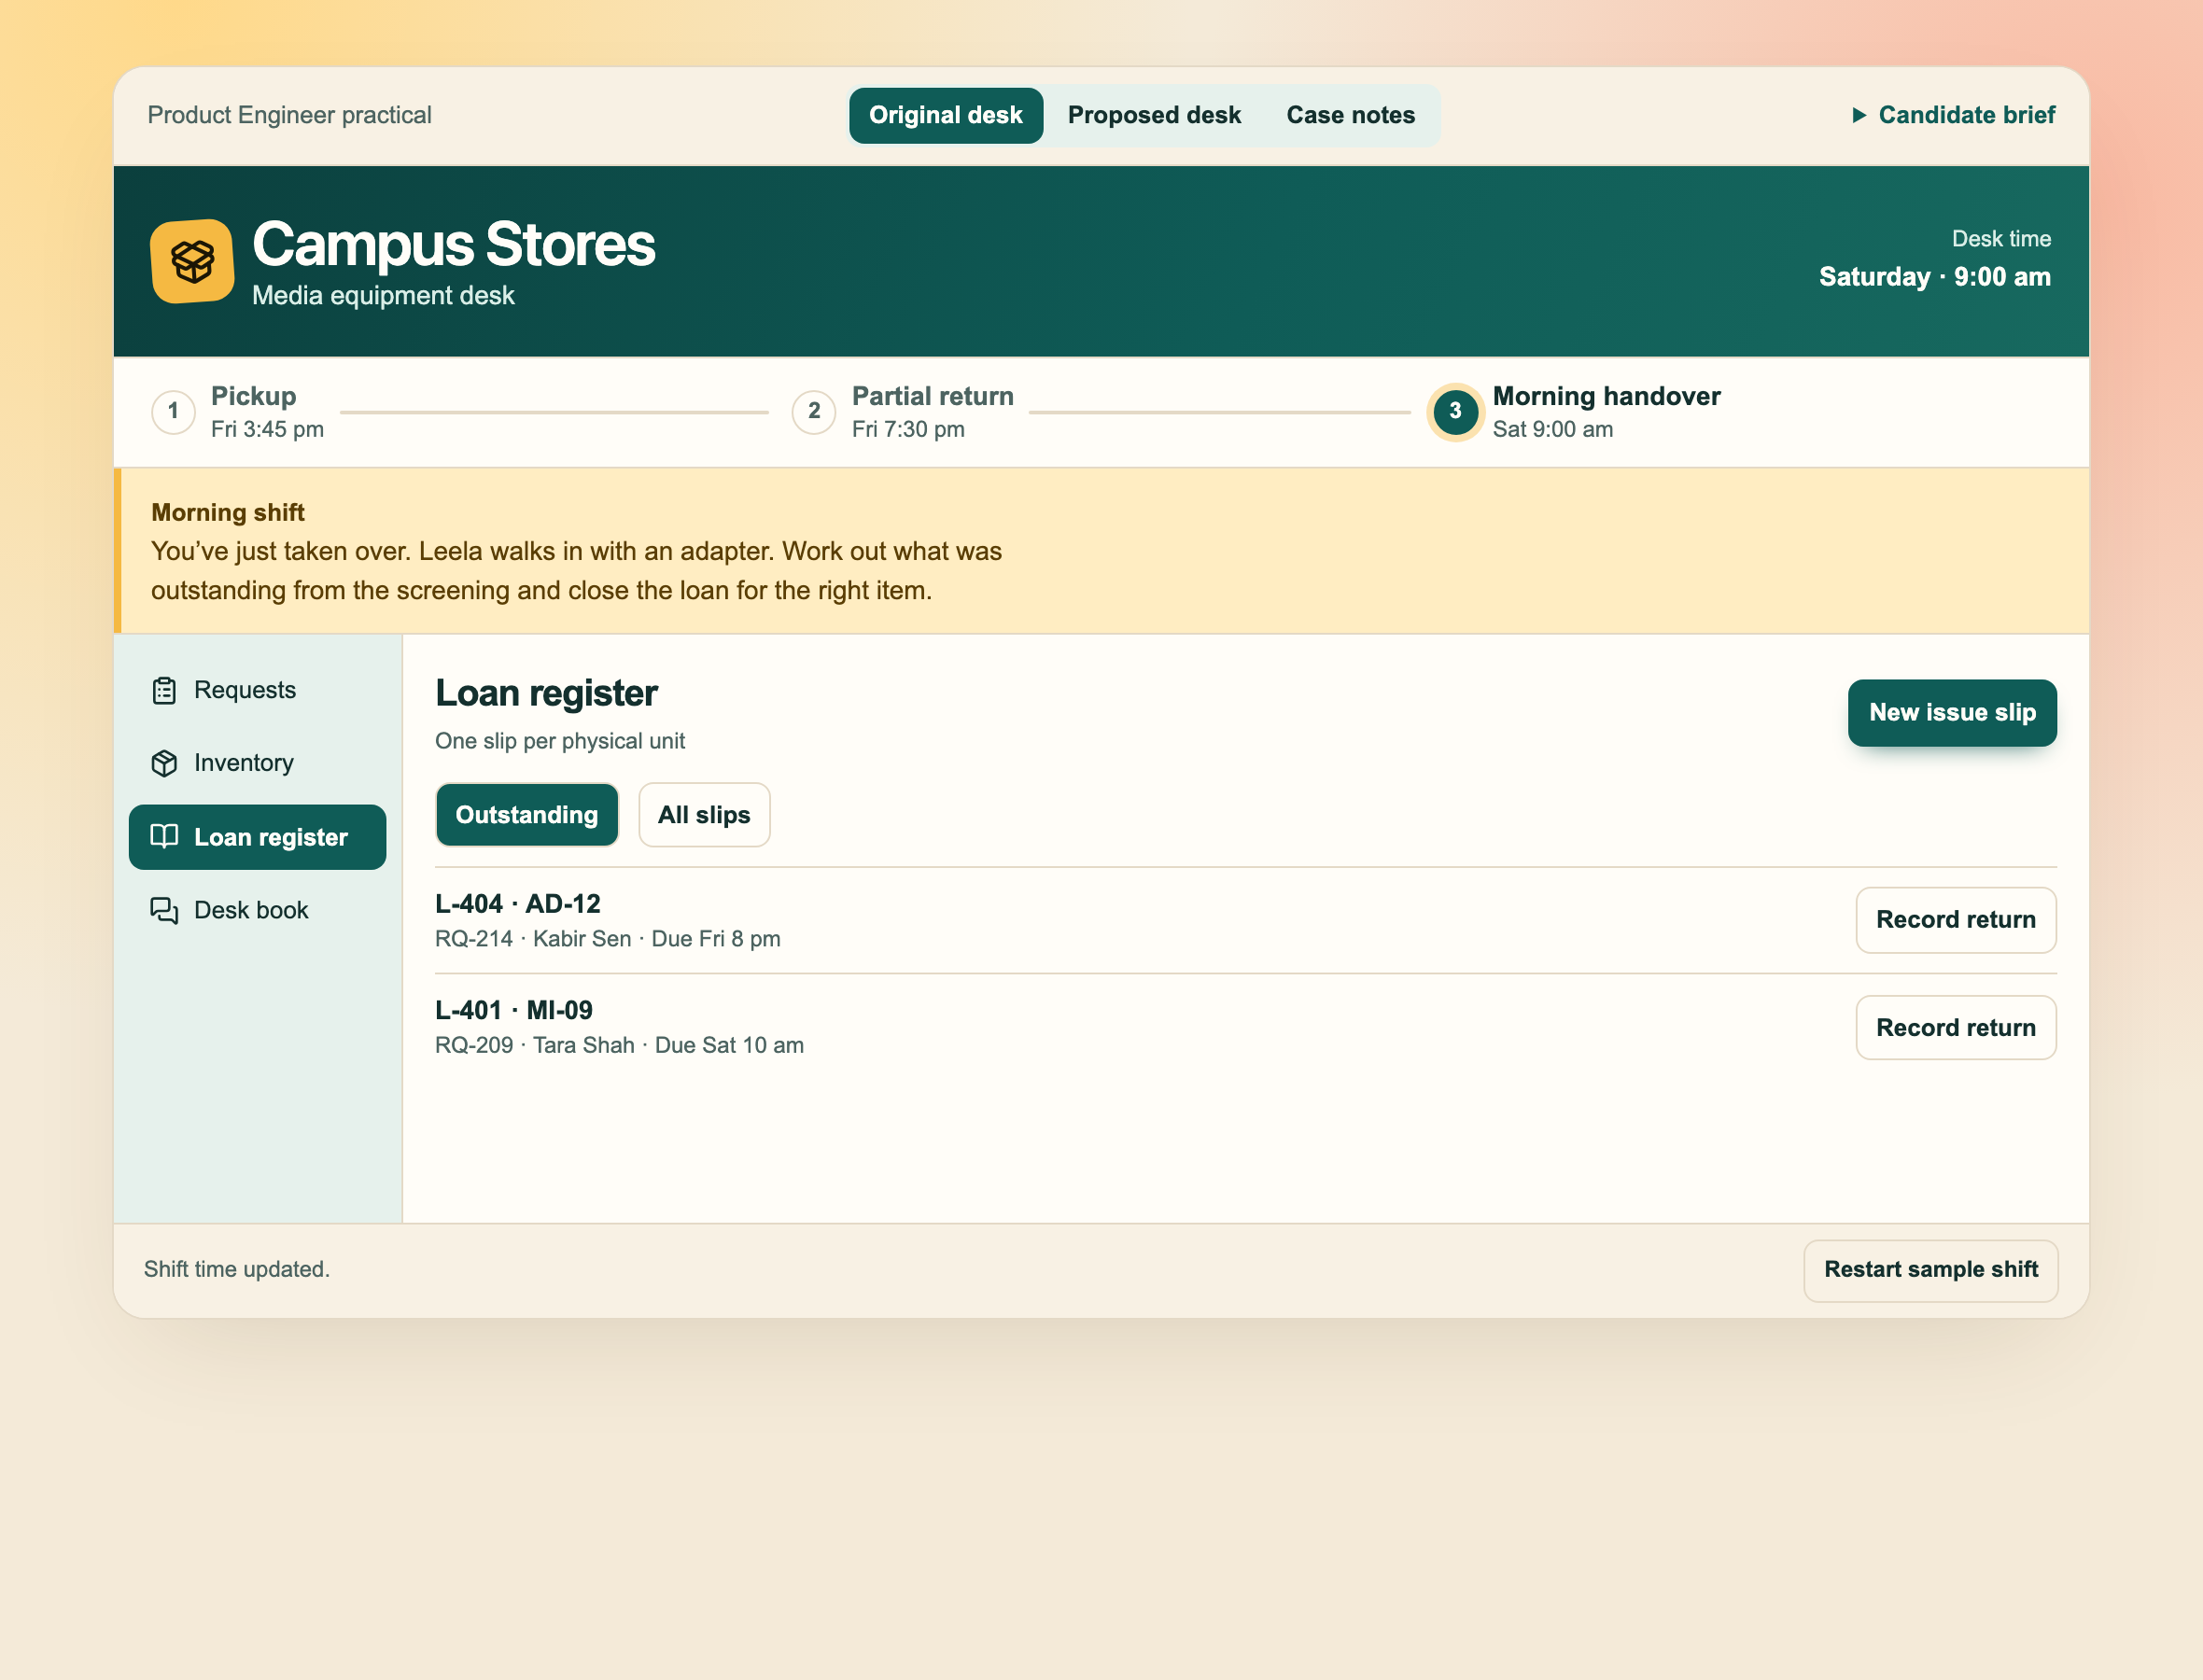 Product Engineer practical
Original desk
Proposed desk
Case notes
Candidate brief
Campus Stores
Media equipment desk
Desk time
Saturday · 9:00 am
1
Pickup
Fri 3:45 pm
2
Partial return
Fri 7:30 pm
3
Morning handover
Sat 9:00 am
Morning shift
You’ve just taken over. Leela walks in with an adapter. Work out what was
outstanding from the screening and close the loan for the right item.
Requests
Inventory
Loan register
Desk book
Loan register
One slip per physical unit
New issue slip
Outstanding
All slips
L-404 · AD-12
RQ-214 · Kabir Sen · Due Fri 8 pm
Record return
L-401 · MI-09
RQ-209 · Tara Shah · Due Sat 10 am
Record return
Shift time updated.
Restart sample shift